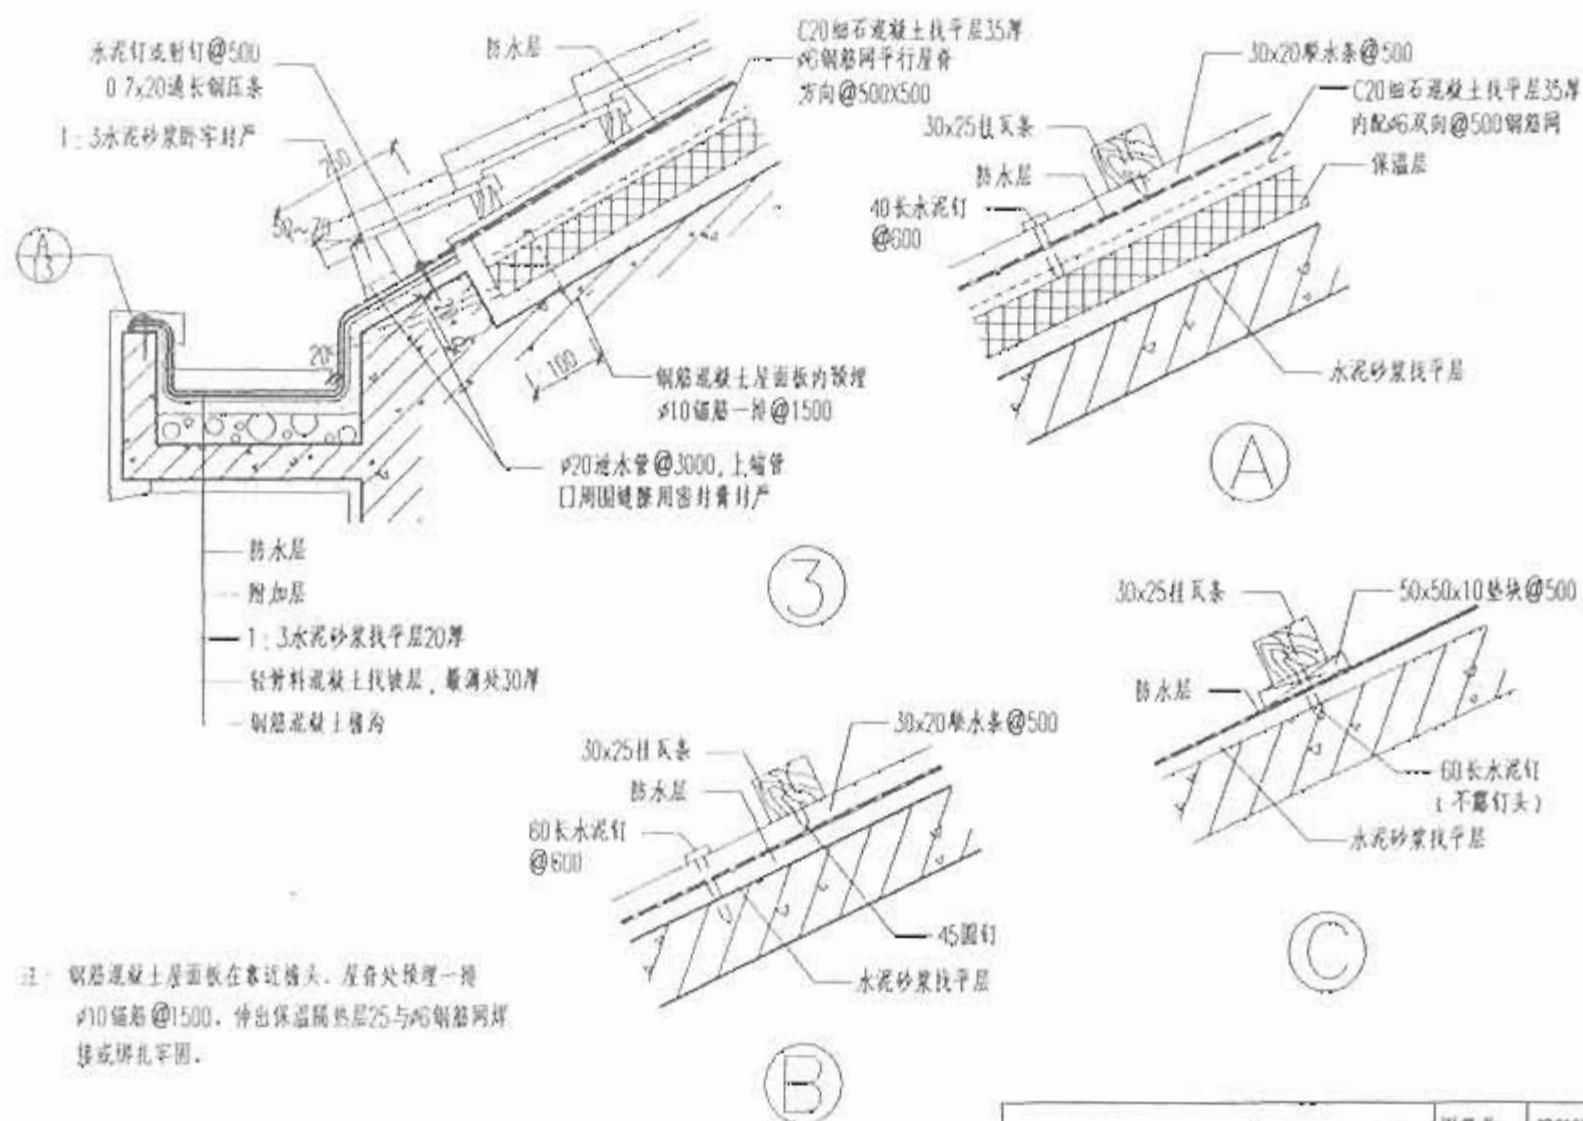 水泥钉或射钉@500
0.7x20通长钢压条
1:3水泥砂浆卧牢封严
防水层
C20细石混凝土找平层35厚
ø6钢筋网平行屋脊
方向@500X500
250
50~70
A
B
20
100
钢筋混凝土屋面板内预埋
ø10锚筋一排@1500
ø20泄水管@3000,上端管
口周围缝隙用密封膏封严
防水层
附加层
1:3水泥砂浆找平层20厚
轻骨料混凝土找坡层,最薄处30厚
钢筋混凝土檐沟
3
30x20顺水条@500
C20细石混凝土找平层35厚
内配ø6双向@500钢筋网
保温层
30x25挂瓦条
防水层
40长水泥钉
@600
水泥砂浆找平层
A
30x25挂瓦条
50x50x10垫块@500
防水层
60长水泥钉
(不露钉头)
水泥砂浆找平层
C
30x20顺水条@500
30x25挂瓦条
防水层
60长水泥钉
@600
45圆钉
水泥砂浆找平层
B
注: 钢筋混凝土屋面板在靠近檐头、屋脊处预埋一排
ø10锚筋@1500,伸出保温隔热层25与ø6钢筋网焊
接或绑扎牢固。